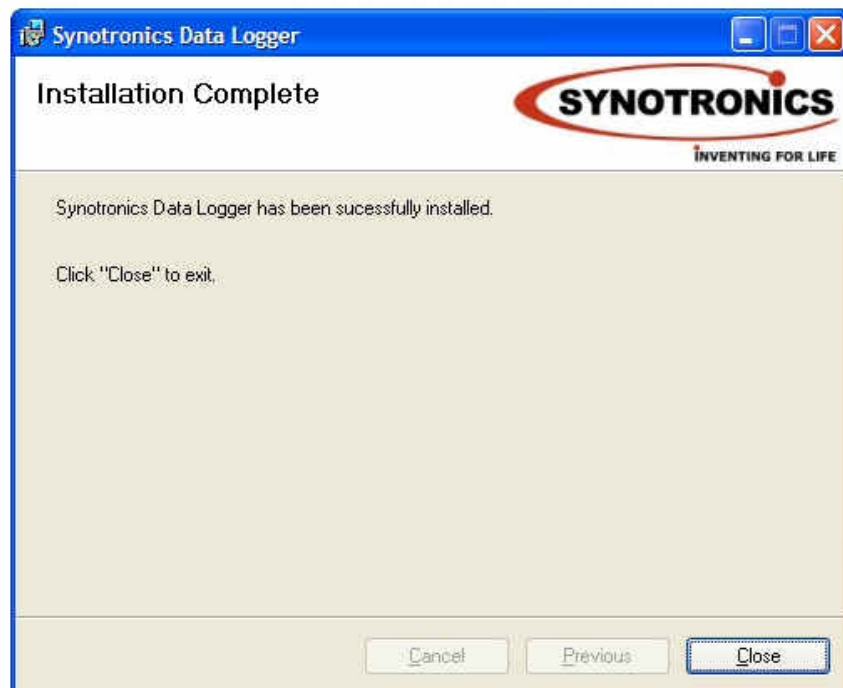 Synotronics Data Logger
Installation Complete
SYNOTRONICS
INVENTING FOR LIFE
Synotronics Data Logger has been sucessfully installed.
Click "Close" to exit.
Cancel
Previous
Close